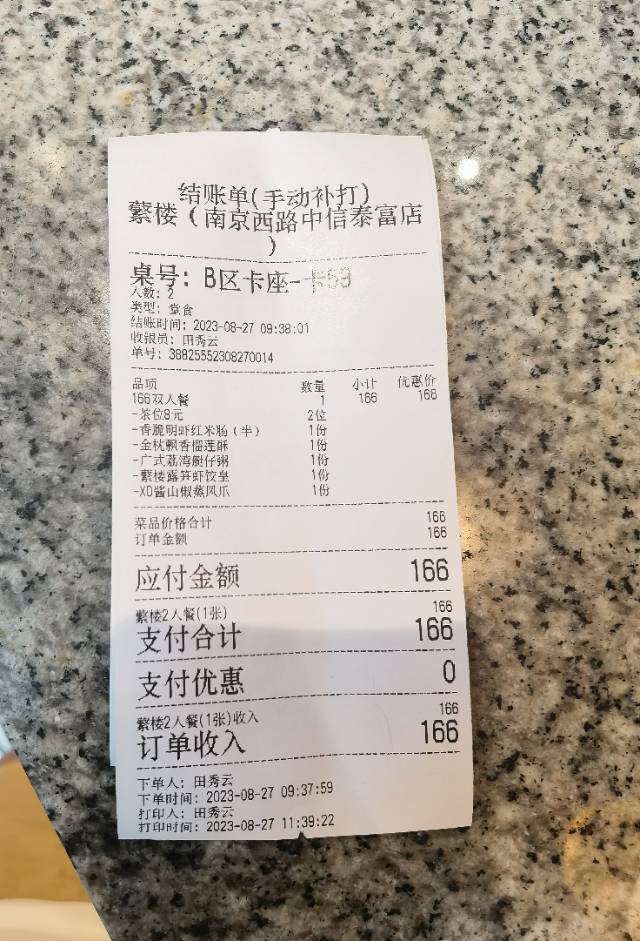 结账单(手动补打)
蘩楼（南京西路中信泰富店
）
桌号：B区卡座-卡59
人数：2
类型：堂食
结账时间：2023-08-27 09:38:01
收银员：田秀云
单号：38825552308270014
品项 数量 小计 优惠价
166双人餐 1 166 166
-茶位8元 2位
-香脆明虾红米肠（半） 1份
-金枕飘香榴莲酥 1份
-广式荔湾艇仔粥 1份
-蘩楼露笋虾饺皇 1份
-XO酱山椒蒸凤爪 1份
菜品价格合计 166
订单金额 166
应付金额 166
蘩楼2人餐(1张) 166
支付合计 166
支付优惠 0
蘩楼2人餐(1张)收入 166
订单收入 166
下单人：田秀云
下单时间：2023-08-27 09:37:59
打印人：田秀云
打印时间：2023-08-27 11:39:22